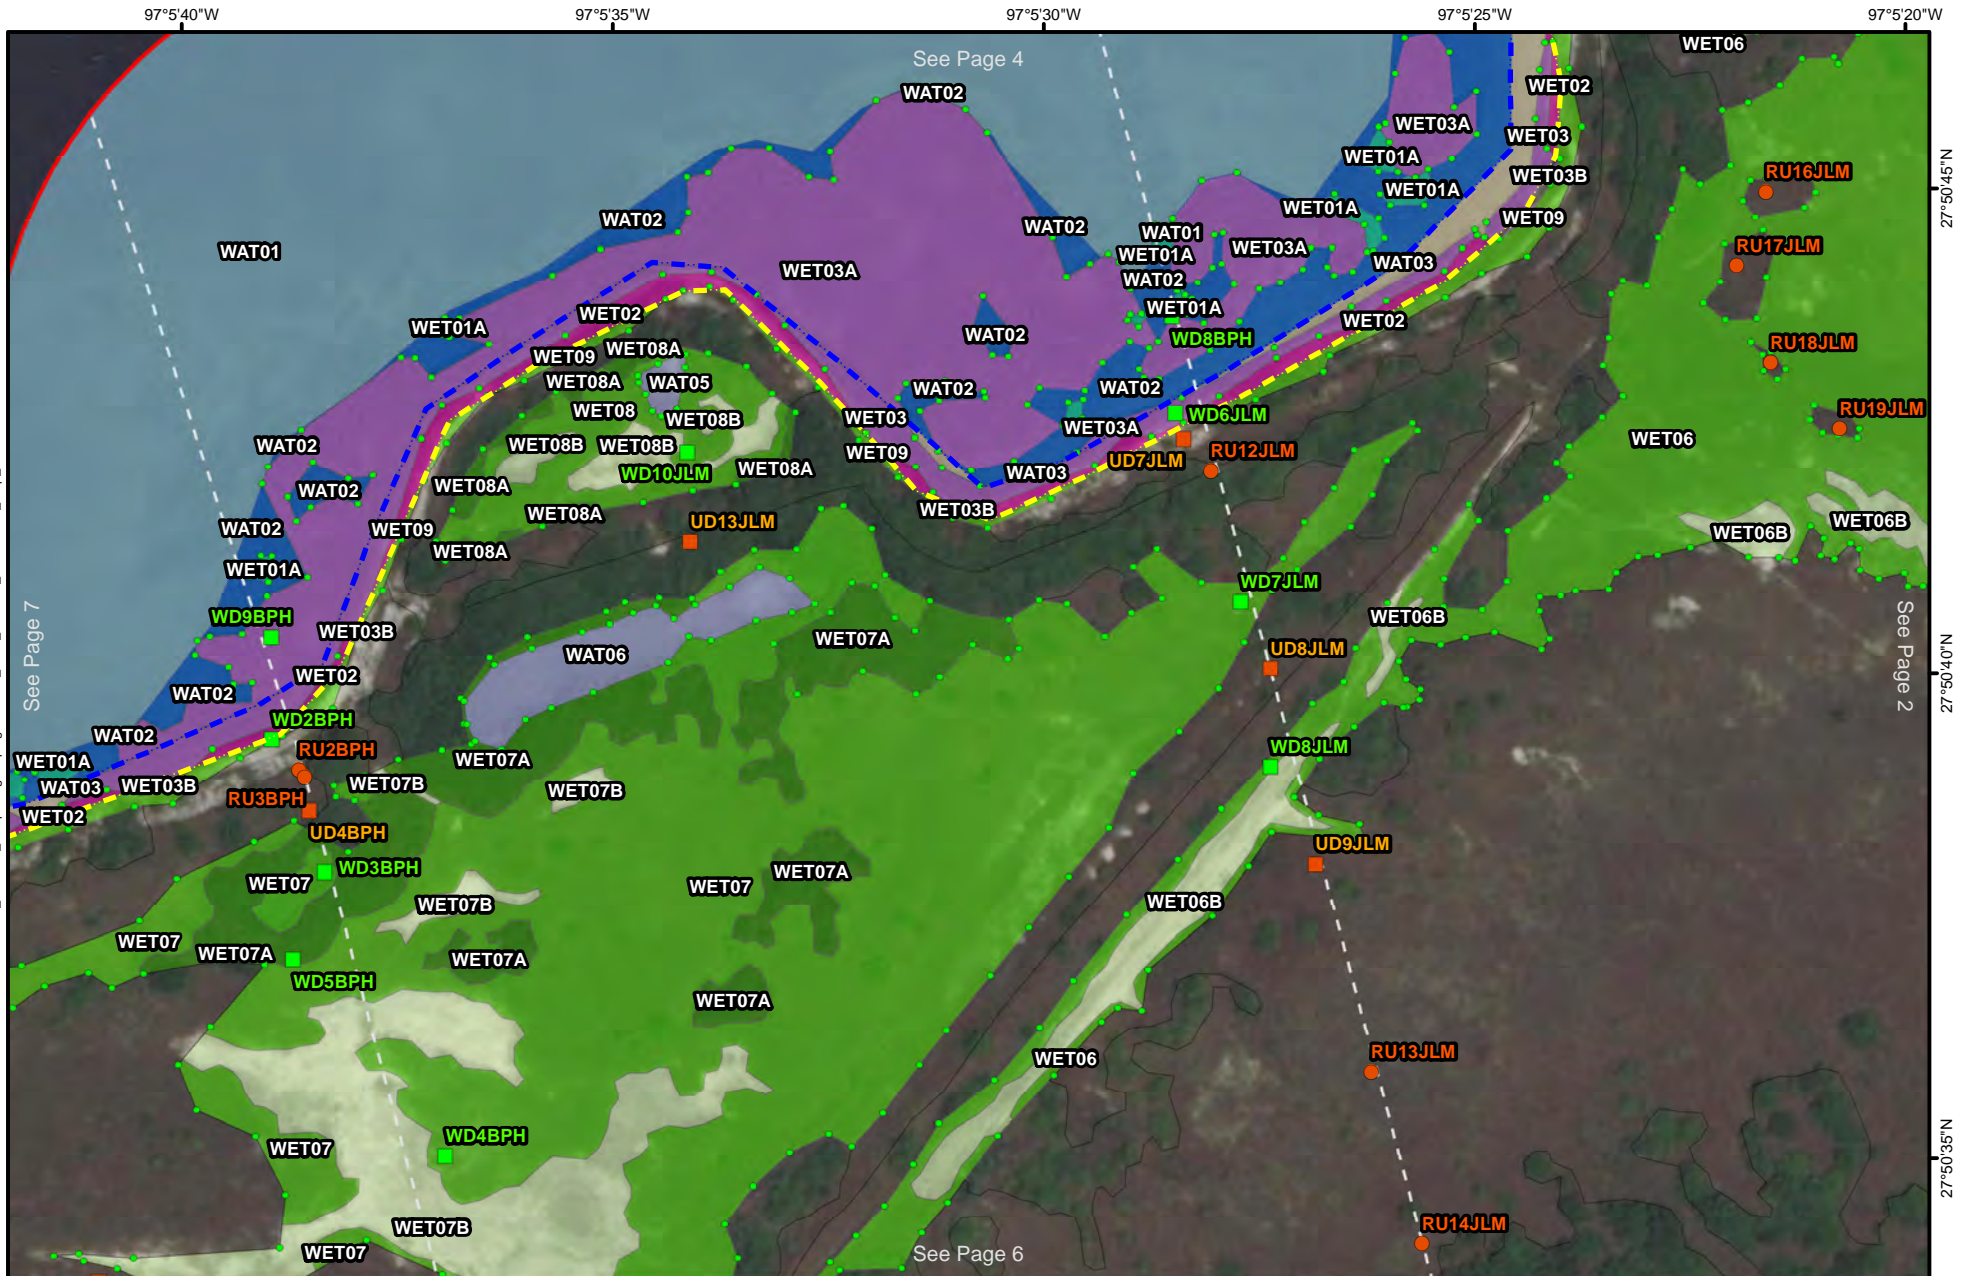 97°5'40"W
97°5'35"W
97°5'30"W
97°5'25"W
97°5'20"W
See Page 4
WET06
WET02
WAT02
WET03A
WET03
WET01A
WET03B
RU16JLM
27°50'45"N
WET01A
WET01A
WET09
WAT02
WAT02
WAT01
RU17JLM
WAT01
WET01A
WET03A
WAT03
WET03A
WAT02
WET01A
WET02
WET02
WET01A
WAT02
WD8BPH
RU18JLM
WET09
WET08A
WET08A
WAT05
WAT02
WAT02
WET08
WET08B
WET03
WD6JLM
RU19JLM
WET03A
WET06
WAT02
WET08B
WET08B
WET09
RU12JLM
UD7JLM
WD10JLM
WET08A
WAT03
WET08A
WAT02
WET08A
WET03B
UD13JLM
WET06B
WET06B
WAT02
WET09
WET08A
WET01A
WD7JLM
WD9BPH
WET06B
See Page 7
See Page 2
WET03B
WET07A
UD8JLM
WAT06
WET02
27°50'40"N
WAT02
WD2BPH
WAT02
RU2BPH
WD8JLM
WET07A
WET01A
WAT03
WET03B
WET07B
WET07B
RU3BPH
WET02
UD4BPH
UD9JLM
WD3BPH
WET07A
WET07
WET07
WET07B
WET06B
WET07
WET07A
WET07A
WD5BPH
WET07A
WET06
RU13JLM
WD4BPH
WET07
27°50'35"N
WET07B
RU14JLM
WET07
See Page 6